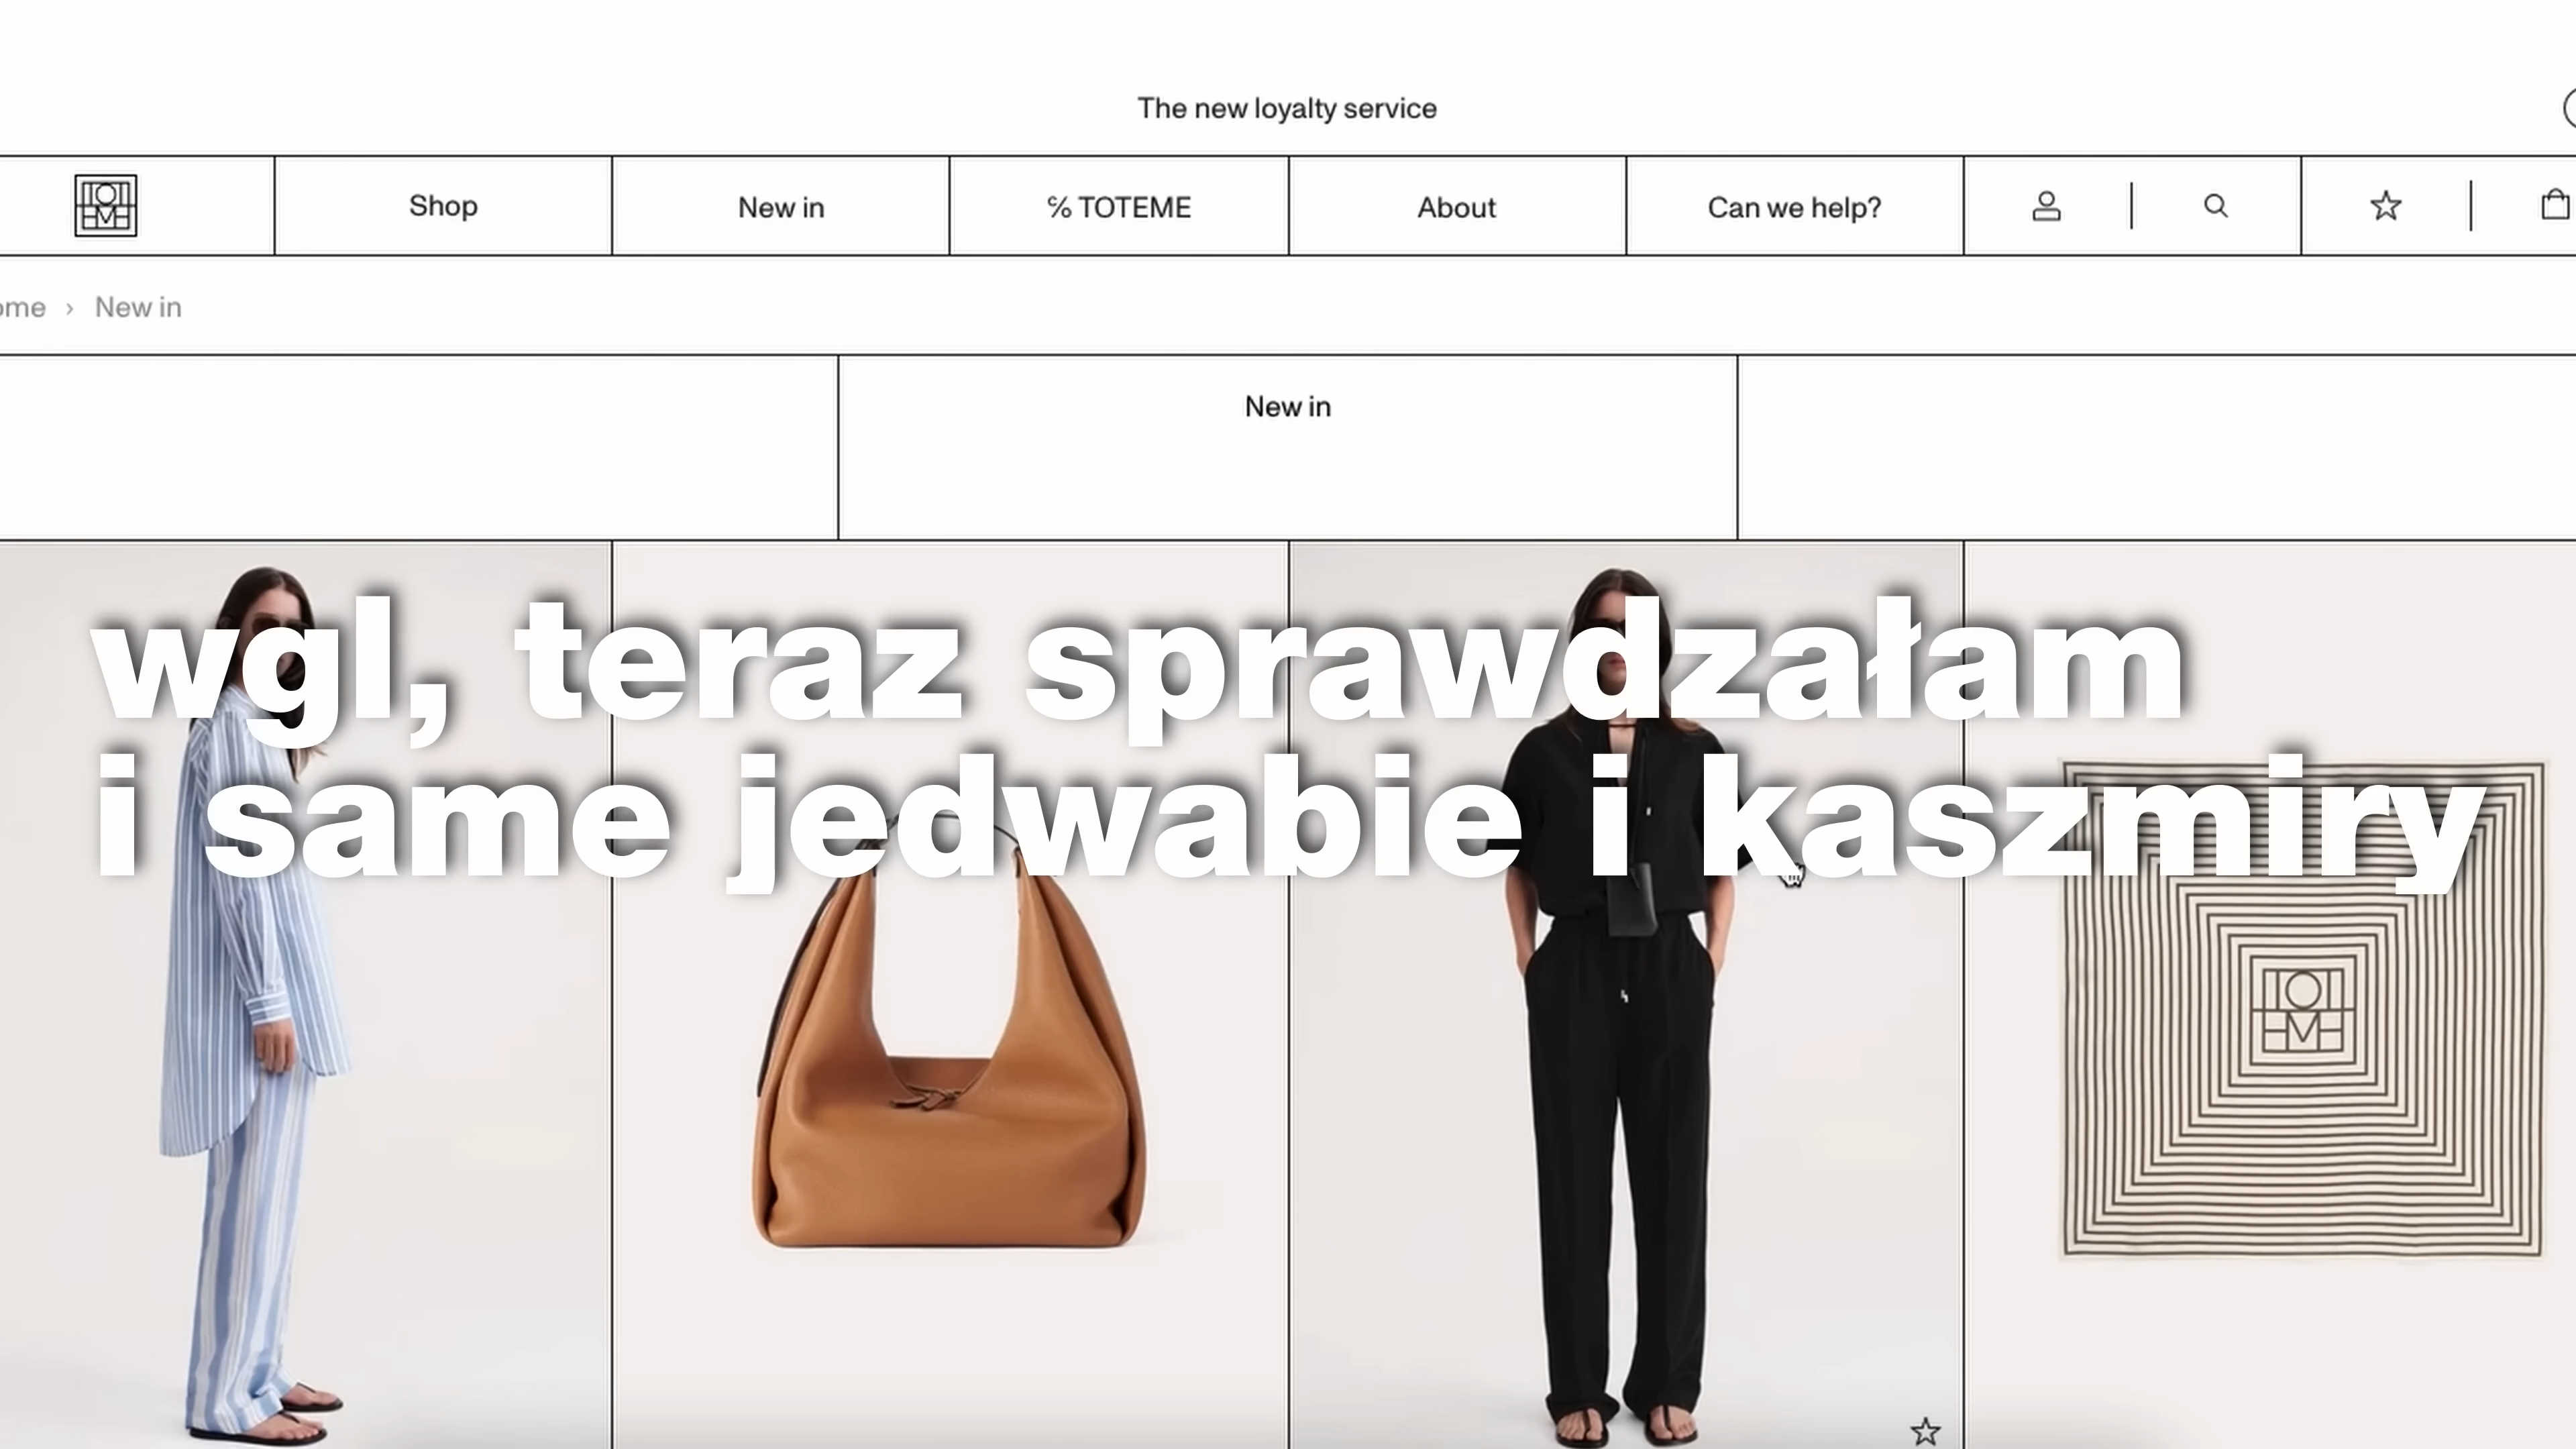 The new loyalty service
Shop
New in
℅ TOTEME
About
Can we help?
ome › New in
New in
wgl, teraz sprawdzałam
i same jedwabie i kaszmiry